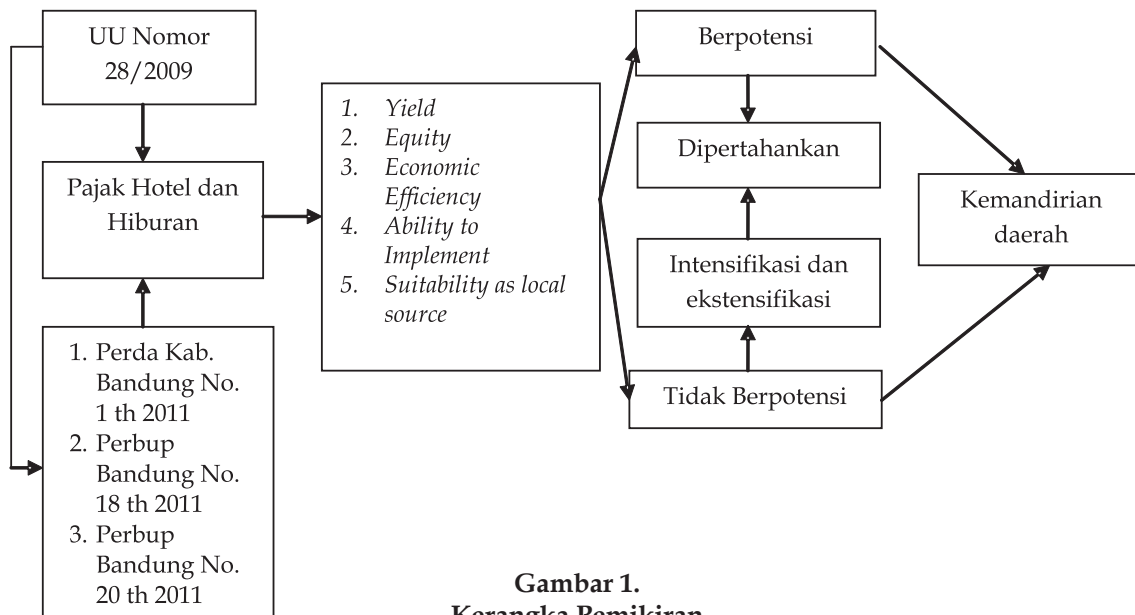 UU Nomor
28/2009
Pajak Hotel dan
Hiburan
1. Perda Kab.
Bandung No.
1 th 2011
2. Perbup
Bandung No.
18 th 2011
3. Perbup
Bandung No.
20 th 2011
1. Yield
2. Equity
3. Economic
Efficiency
4. Ability to
Implement
5. Suitability as local
source
Berpotensi
Dipertahankan
Intensifikasi dan
ekstensifikasi
Tidak Berpotensi
Kemandirian
daerah
Gambar 1.
Kerangka Pemikiran